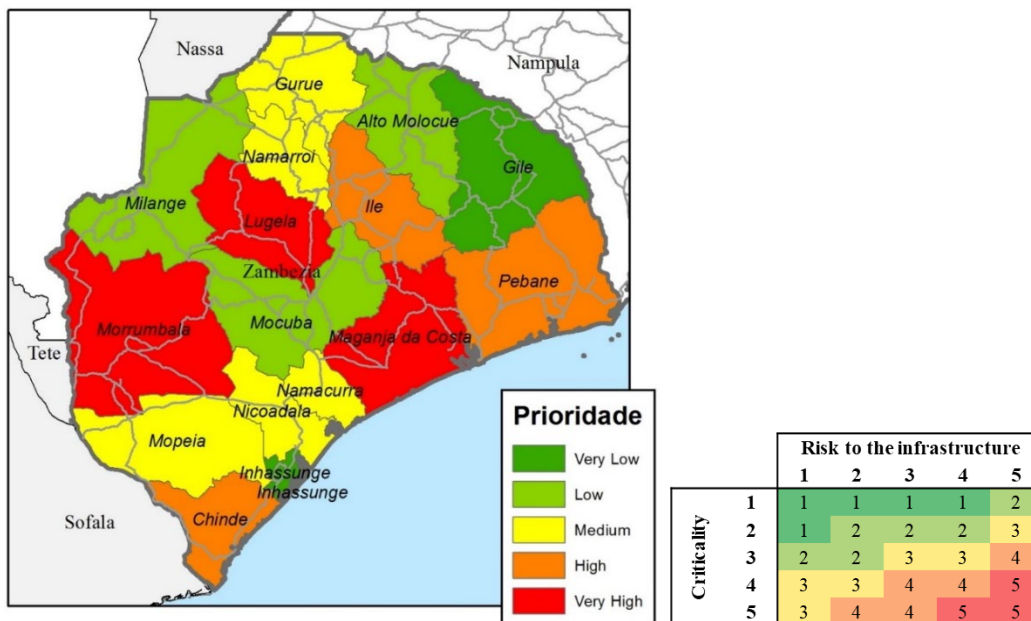 Nassa
Nampula
Gurue
Alto Molocue
Namarroi
Gile
Milange
Lugela
Ile
Zambezia
Pebane
Morrumbala
Mocuba
Maganja da Costa
Tete
Namacurra
Nicoadala
Mopeia
Inhassunge
Inhassunge
Chinde
Sofala
Prioridade
Very Low
Low
Medium
High
Very High
Risk to the infrastructure
1 2 3 4 5
Criticality
1 1 1 1 1 2
2 1 2 2 2 3
3 2 2 3 3 4
4 3 3 4 4 5
5 3 4 4 5 5